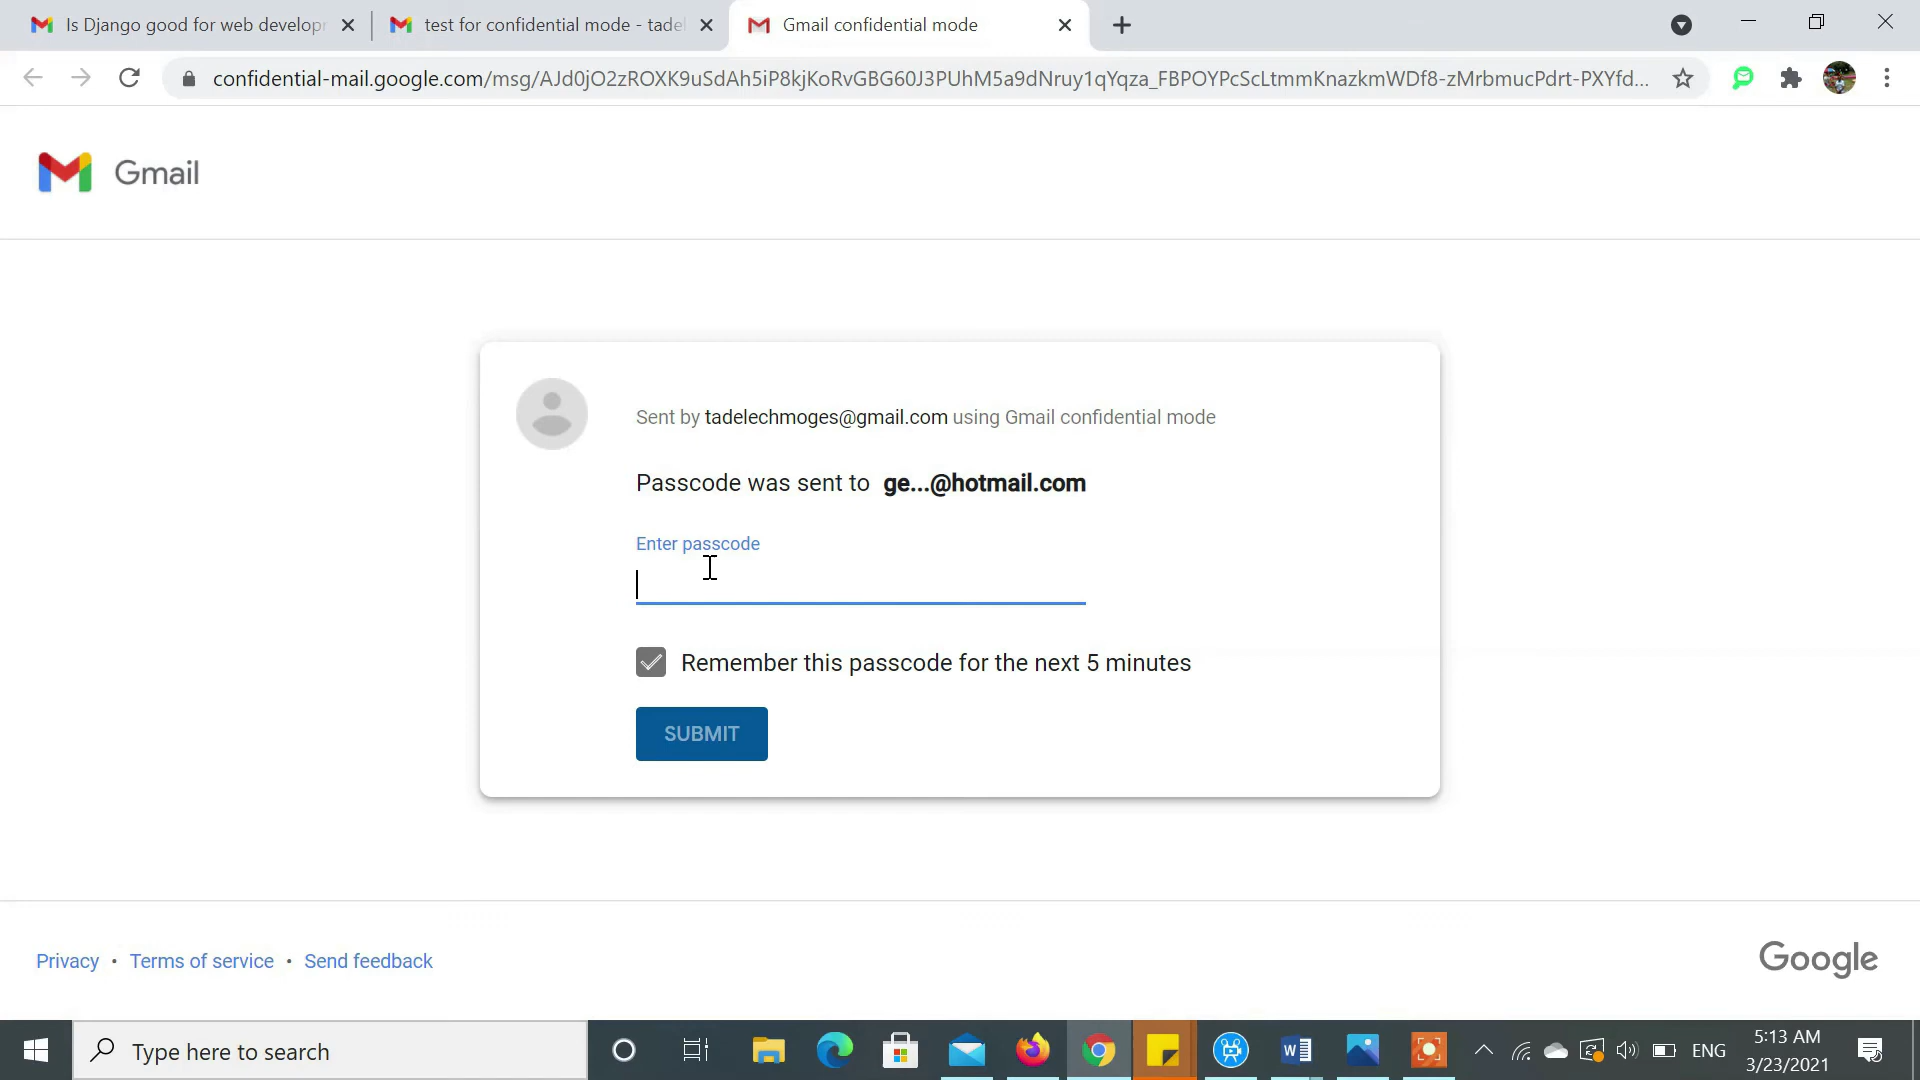 Is Django good for web develop
test for confidential mode - tade
Gmail confidential mode
confidential-mail.google.com/msg/AJd0jO2zROXK9uSdAh5iP8kjKoRvGBG60J3PUhM5a9dNruy1qYqza_FBPOYPcScLtmmKnazkmWDf8-zMrbmucPdrt-PXYfd...
Gmail
Sent by tadelechmoges@gmail.com using Gmail confidential mode
Passcode was sent to ge...@hotmail.com
Enter passcode
Remember this passcode for the next 5 minutes
SUBMIT
Privacy • Terms of service • Send feedback
Google
Type here to search
ENG
5:13 AM
3/23/2021